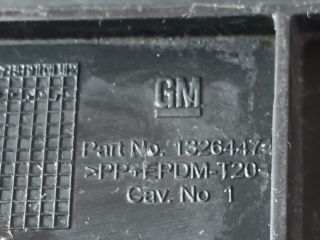 GM
Part No. 1326447
>PP+EPDM-T20
Cav. No 1